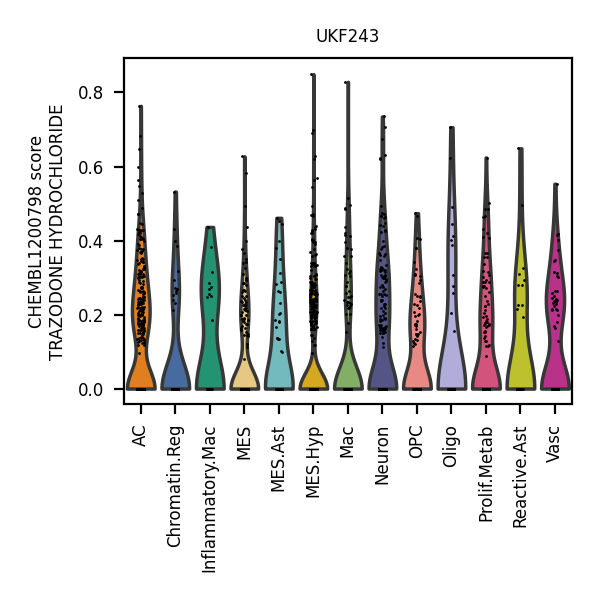 UKF243
CHEMBL1200798 score
TRAZODONE HYDROCHLORIDE
0.8
0.6
0.4
0.2
0.0
AC
Chromatin.Reg
Inflammatory.Mac
MES
MES.Ast
MES.Hyp
Mac
Neuron
OPC
Oligo
Prolif.Metab
Reactive.Ast
Vasc